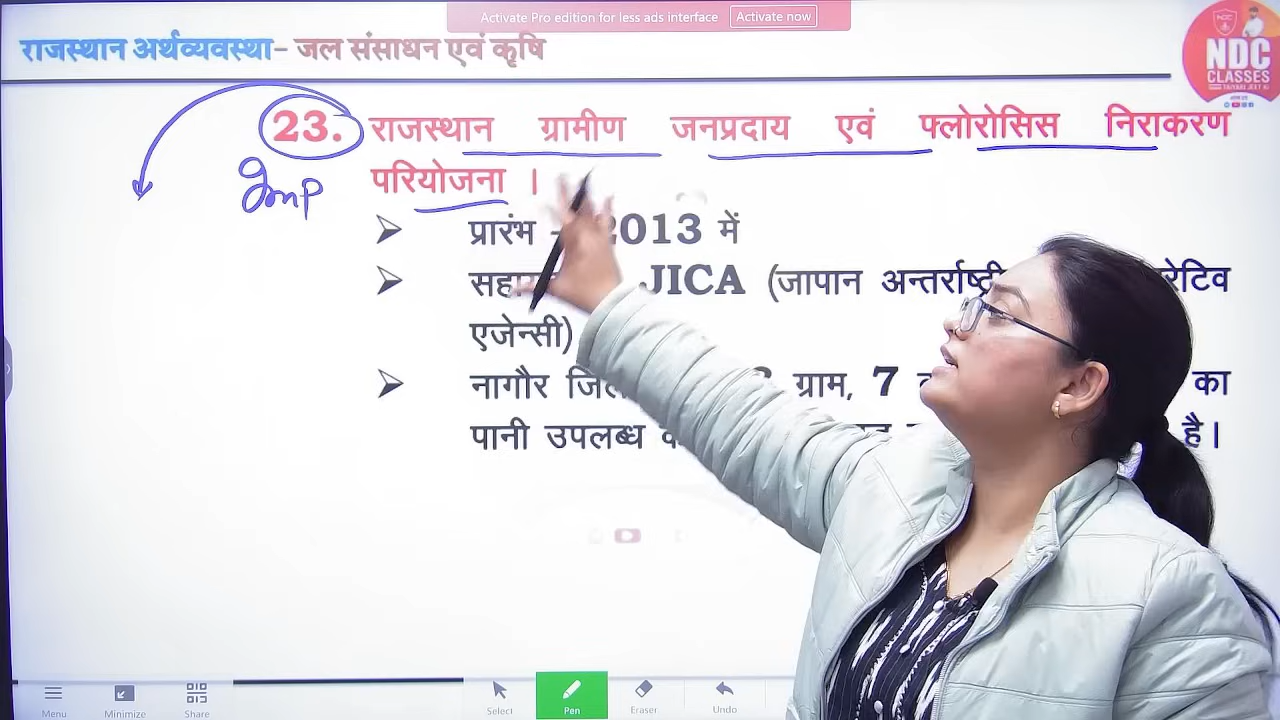 Activate Pro edition for less ads interface Activate now
राजस्थान अर्थव्यवस्था- जल संसाधन एवं कृषि
NDC
CLASSES
23. राजस्थान ग्रामीण जनप्रदाय एवं फ्लोरोसिस निराकरण
Imp परियोजना ।
➢ प्रारंभ - 2013 में
➢ JICA (जापान अन्तर्राष्ट्री
एजेन्सी)
➢ नागौर ग्राम, 7 का
पानी उपलब्ध है।
Menu Minimize Share Select Pen Eraser Undo